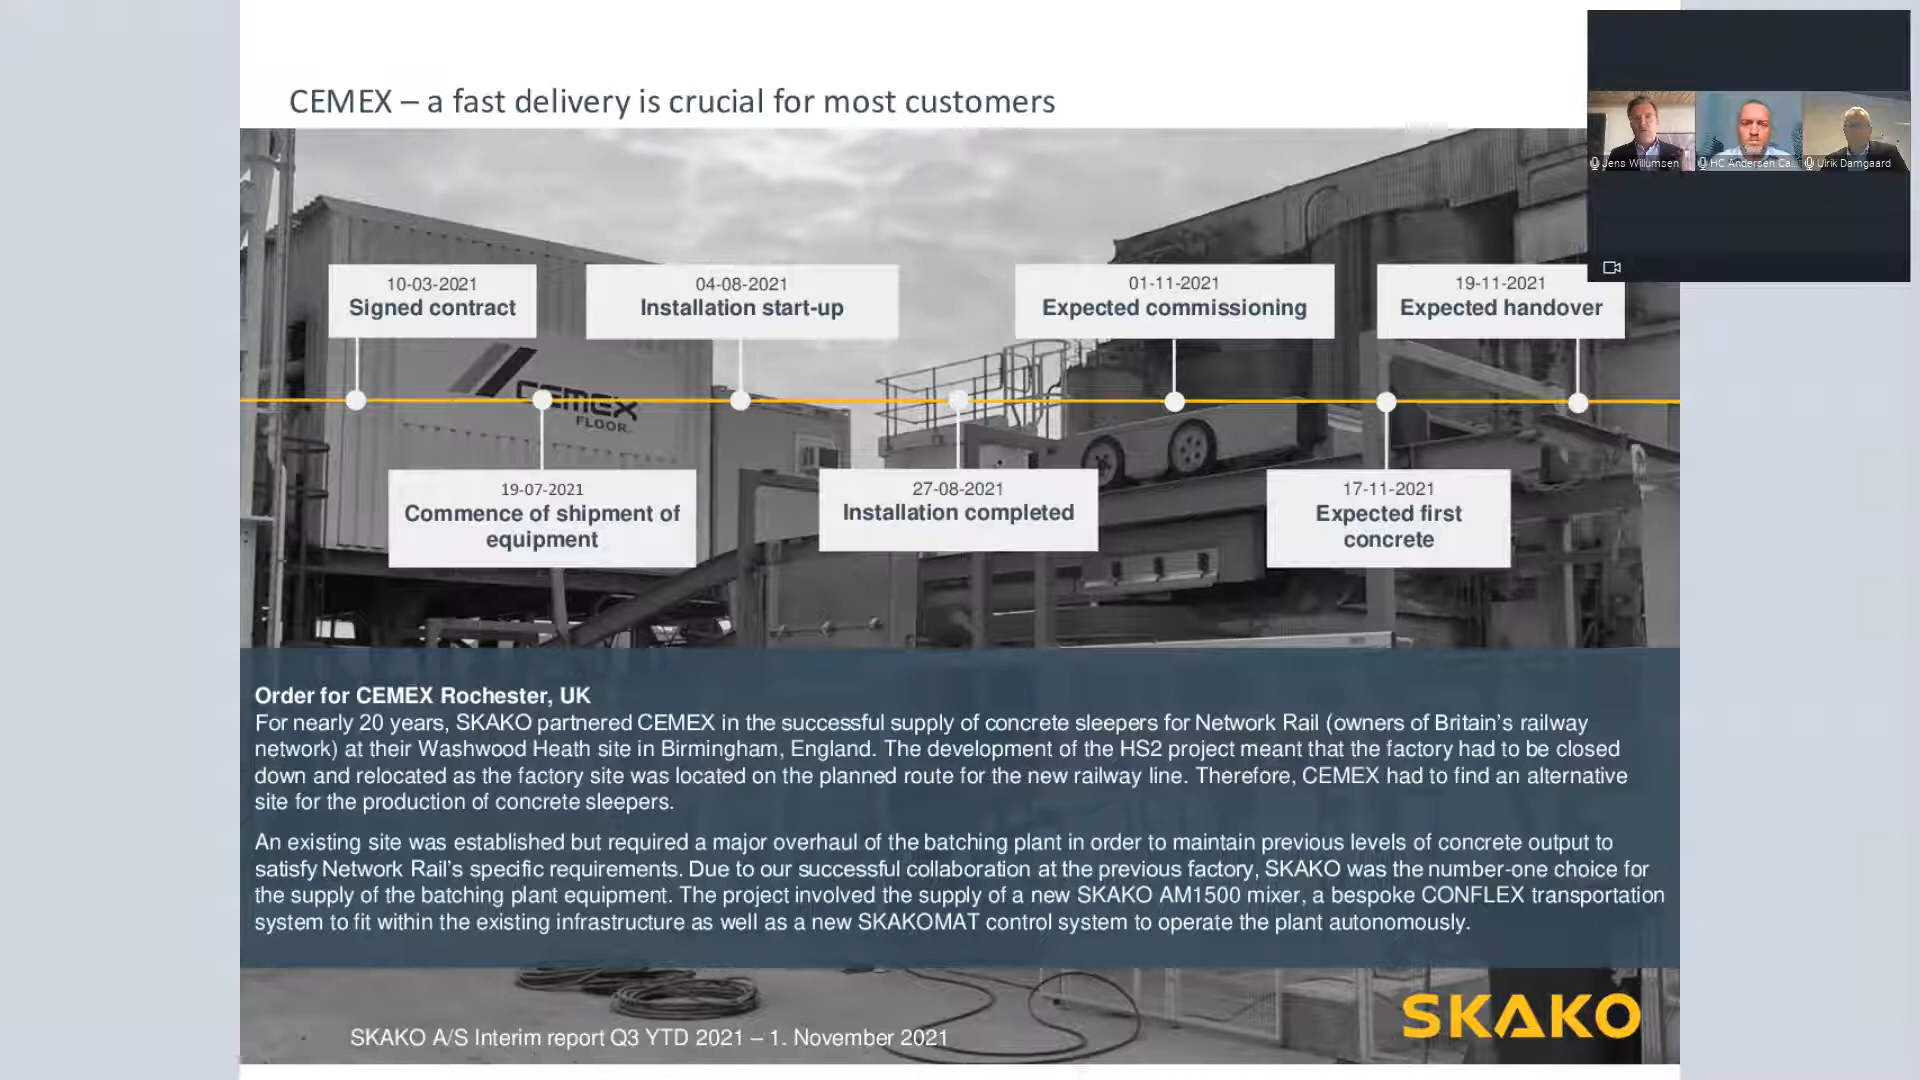 CEMEX – a fast delivery is crucial for most customers
Jens Willumsen
HC Andersen Ca...
Ulrik Damgaard
10-03-2021
Signed contract
04-08-2021
Installation start-up
01-11-2021
Expected commissioning
19-11-2021
Expected handover
CEMEX
FLOOR
19-07-2021
Commence of shipment of
equipment
27-08-2021
Installation completed
17-11-2021
Expected first
concrete
Order for CEMEX Rochester, UK
For nearly 20 years, SKAKO partnered CEMEX in the successful supply of concrete sleepers for Network Rail (owners of Britain's railway
network) at their Washwood Heath site in Birmingham, England. The development of the HS2 project meant that the factory had to be closed
down and relocated as the factory site was located on the planned route for the new railway line. Therefore, CEMEX had to find an alternative
site for the production of concrete sleepers.
An existing site was established but required a major overhaul of the batching plant in order to maintain previous levels of concrete output to
satisfy Network Rail's specific requirements. Due to our successful collaboration at the previous factory, SKAKO was the number-one choice for
the supply of the batching plant equipment. The project involved the supply of a new SKAKO AM1500 mixer, a bespoke CONFLEX transportation
system to fit within the existing infrastructure as well as a new SKAKOMAT control system to operate the plant autonomously.
SKAKO
SKAKO A/S Interim report Q3 YTD 2021 – 1. November 2021